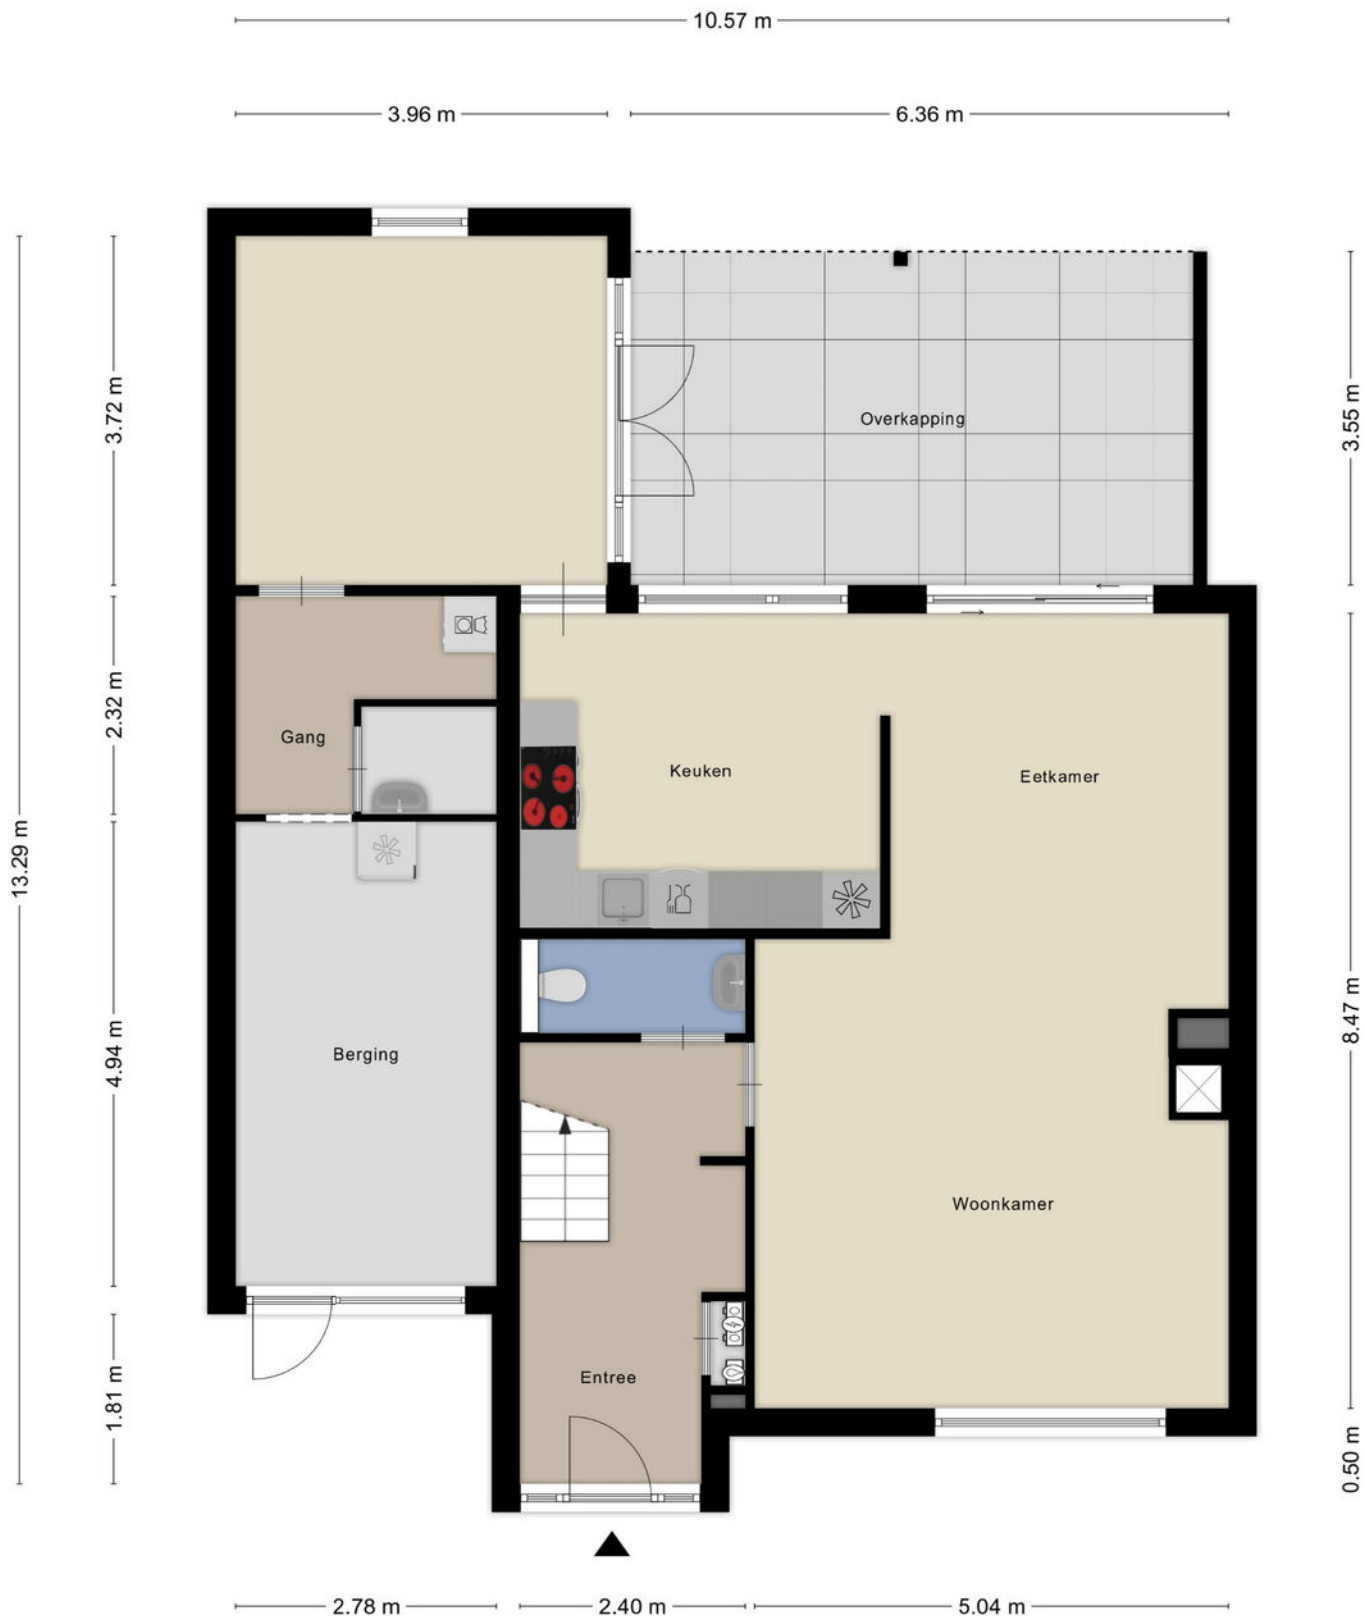 10.57 m
3.96 m
6.36 m
3.72 m
3.55 m
Overkapping
2.32 m
Gang
Keuken
Eetkamer
13.29 m
4.94 m
8.47 m
Berging
Woonkamer
1.81 m
Entree
0.50 m
2.78 m
2.40 m
5.04 m